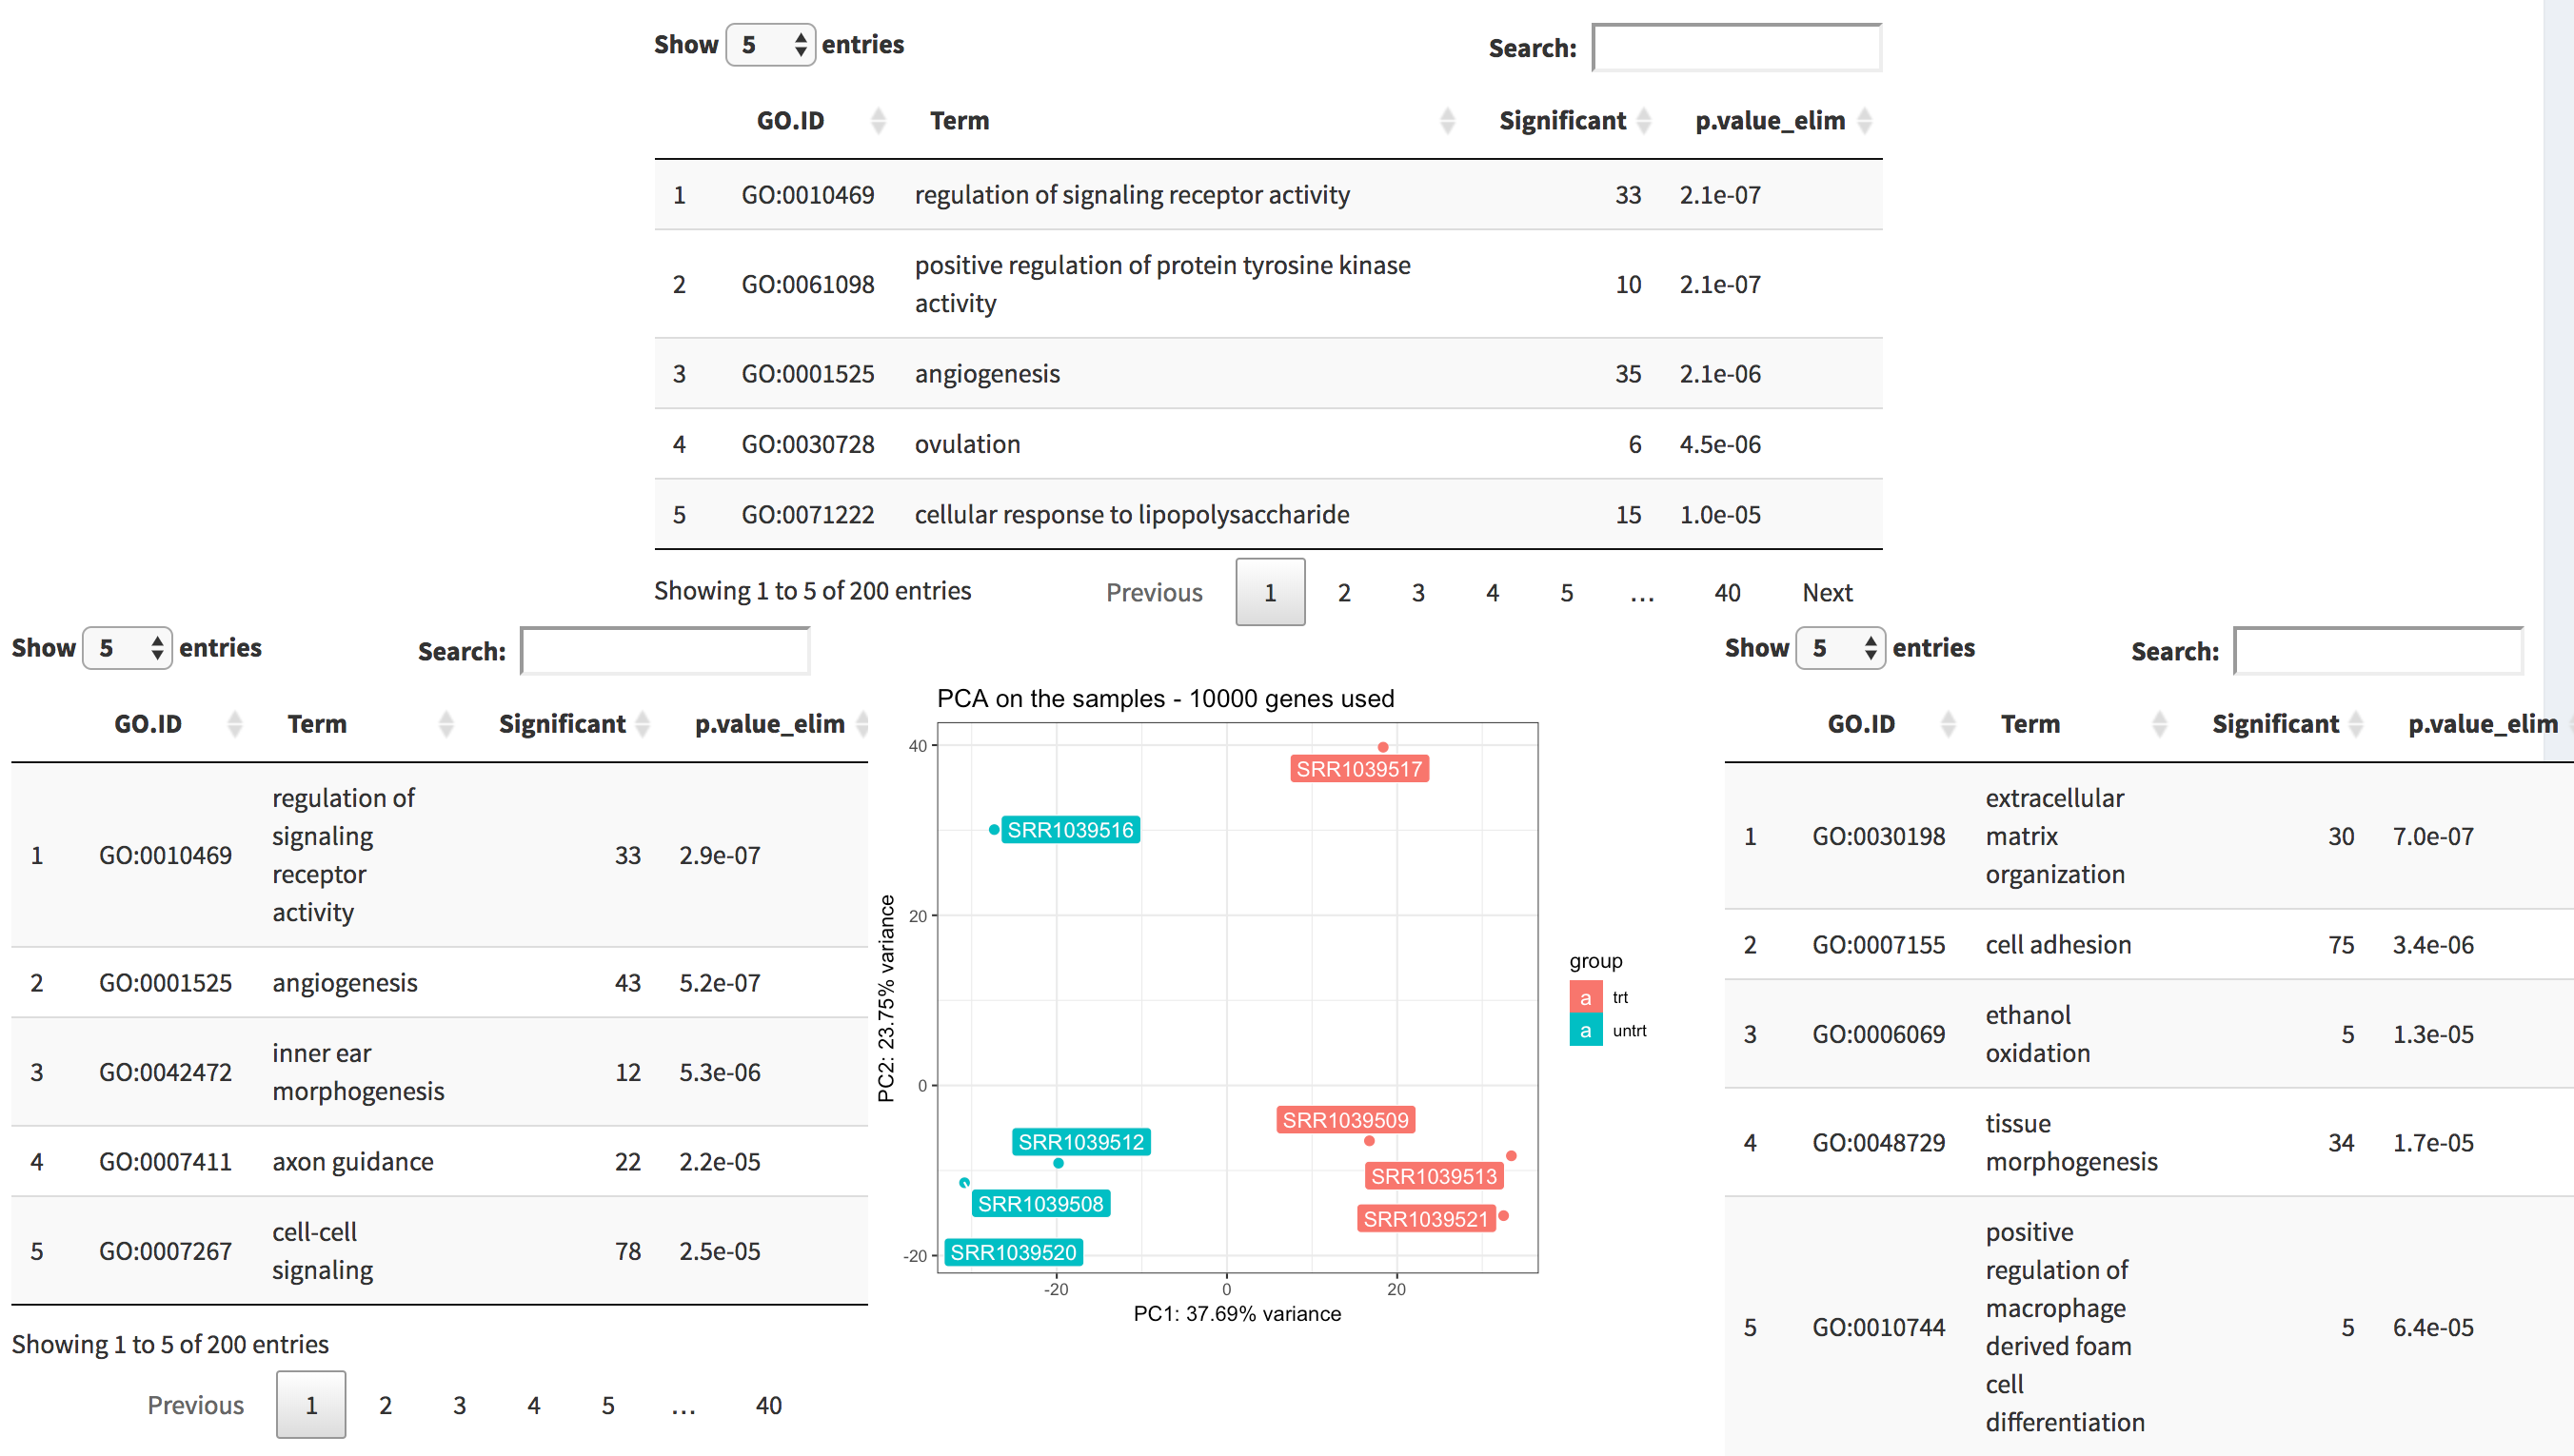 Show 5 entries Search:
GO.ID Term Significant p.value_elim
1 GO:0010469 regulation of signaling receptor activity 33 2.1e-07
2 GO:0061098 positive regulation of protein tyrosine kinase activity 10 2.1e-07
3 GO:0001525 angiogenesis 35 2.1e-06
4 GO:0030728 ovulation 6 4.5e-06
5 GO:0071222 cellular response to lipopolysaccharide 15 1.0e-05
Showing 1 to 5 of 200 entries Previous 1 2 3 4 5 … 40 Next
Show 5 entries Search:
GO.ID Term Significant p.value_elim
1 GO:0010469 regulation of signaling receptor activity 33 2.9e-07
2 GO:0001525 angiogenesis 43 5.2e-07
3 GO:0042472 inner ear morphogenesis 12 5.3e-06
4 GO:0007411 axon guidance 22 2.2e-05
5 GO:0007267 cell-cell signaling 78 2.5e-05
Showing 1 to 5 of 200 entries
Previous 1 2 3 4 5 … 40
PCA on the samples - 10000 genes used
40
20
0
-20
PC2: 23.75% variance
SRR1039517
SRR1039516
SRR1039509
SRR1039512
SRR1039513
SRR1039508
SRR1039521
SRR1039520
-20 0 20
PC1: 37.69% variance
group
a trt
a untrt
Show 5 entries Search:
GO.ID Term Significant p.value_elim
1 GO:0030198 extracellular matrix organization 30 7.0e-07
2 GO:0007155 cell adhesion 75 3.4e-06
3 GO:0006069 ethanol oxidation 5 1.3e-05
4 GO:0048729 tissue morphogenesis 34 1.7e-05
5 GO:0010744 positive regulation of macrophage derived foam cell differentiation 5 6.4e-05